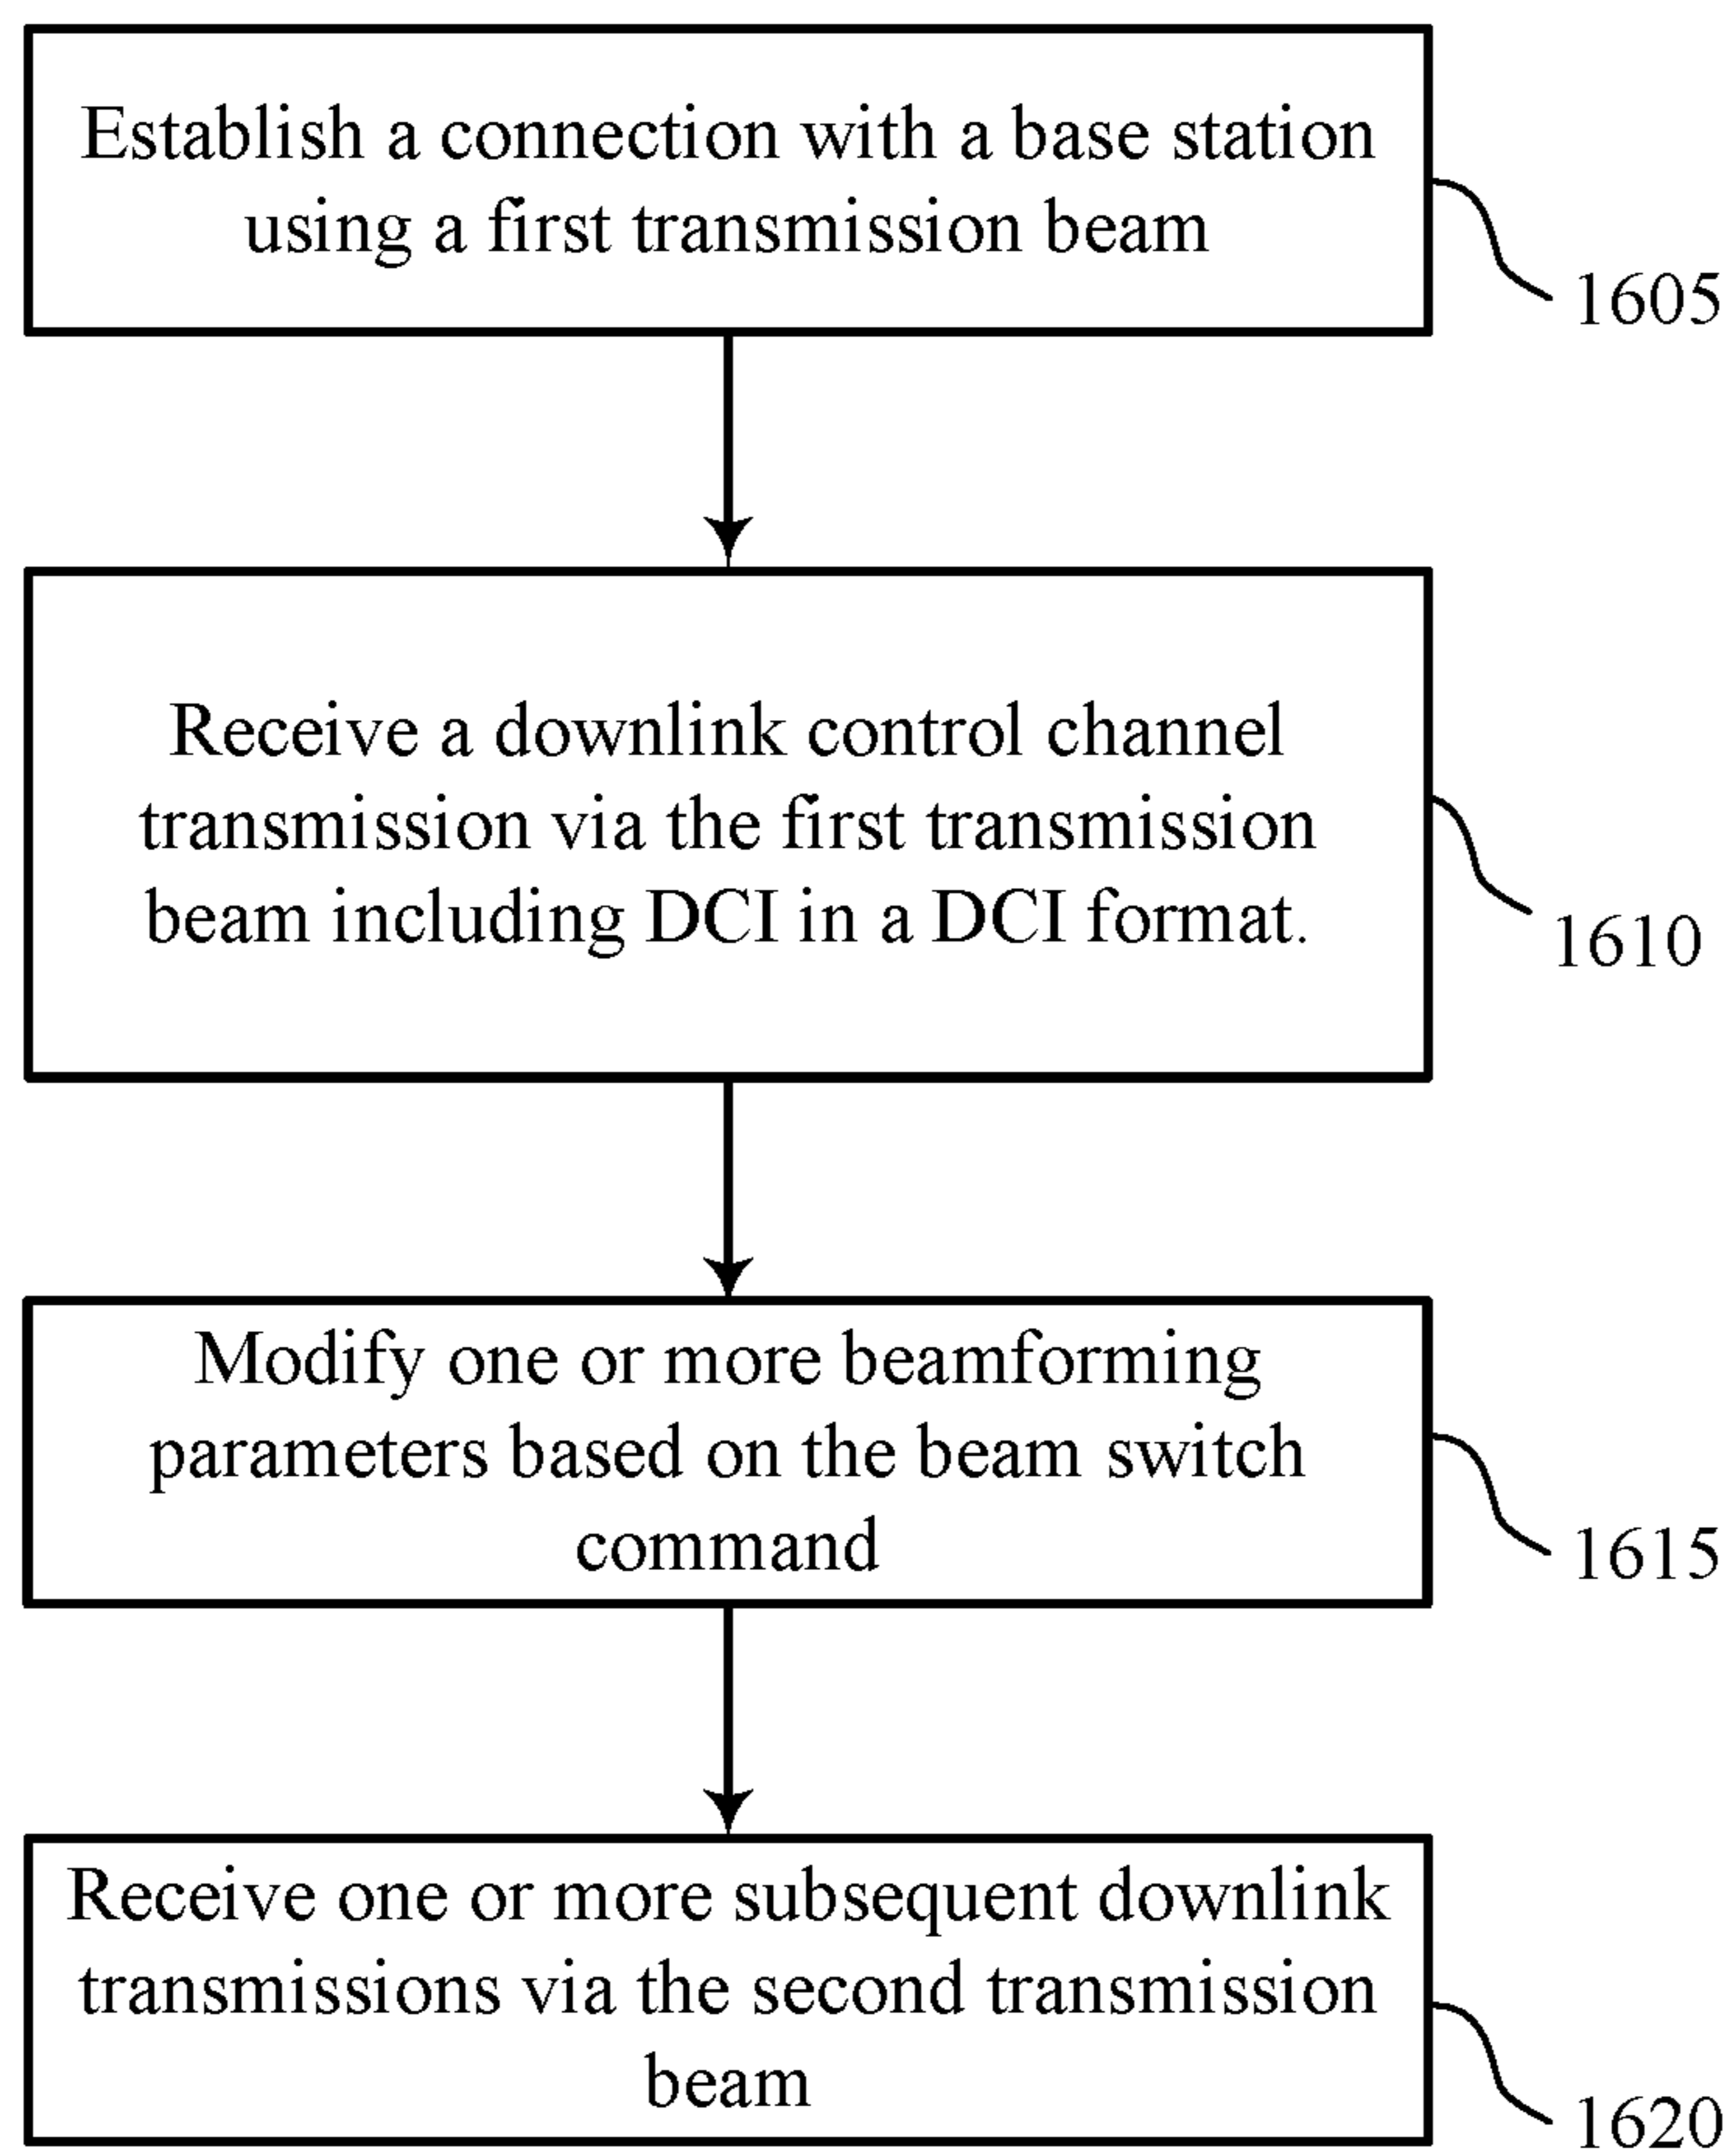 Establish a connection with a base station
using a first transmission beam
1605
Receive a downlink control channel
transmission via the first transmission
beam including DCI in a DCI format.
1610
Modify one or more beamforming
parameters based on the beam switch
command
1615
Receive one or more subsequent downlink
transmissions via the second transmission
beam
1620